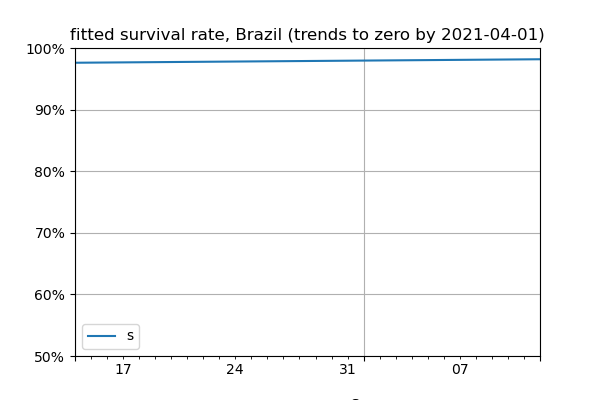 fitted survival rate, Brazil (trends to zero by 2021-04-01)
100%
90%
80%
70%
60%
50%
s
17 24 31 07